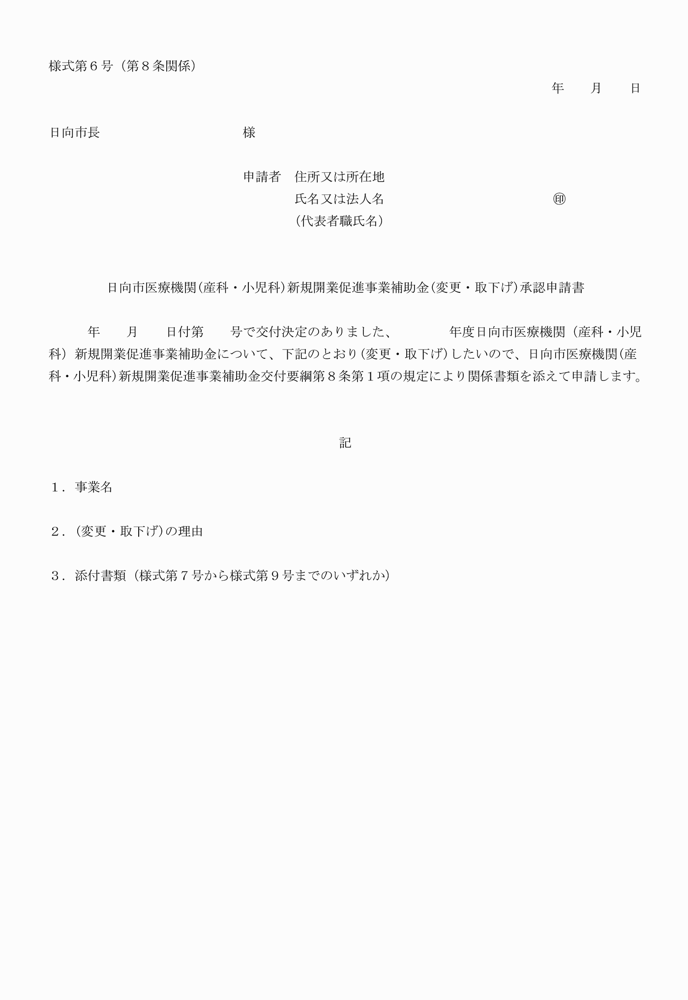 様式第６号（第８条関係）
年　　月　　日
日向市長　　　　　　　　　　　様
申請者　住所又は所在地
氏名又は法人名　　　　　　　　　　　　　㊞
（代表者職氏名）
日向市医療機関(産科・小児科)新規開業促進事業補助金(変更・取下げ)承認申請書
年　　月　　日付第　　号で交付決定のありました、　　　　年度日向市医療機関（産科・小児
科）新規開業促進事業補助金について、下記のとおり(変更・取下げ)したいので、日向市医療機関(産
科・小児科)新規開業促進事業補助金交付要綱第８条第１項の規定により関係書類を添えて申請します。
記
１．事業名
２．(変更・取下げ)の理由
３．添付書類（様式第７号から様式第９号までのいずれか）